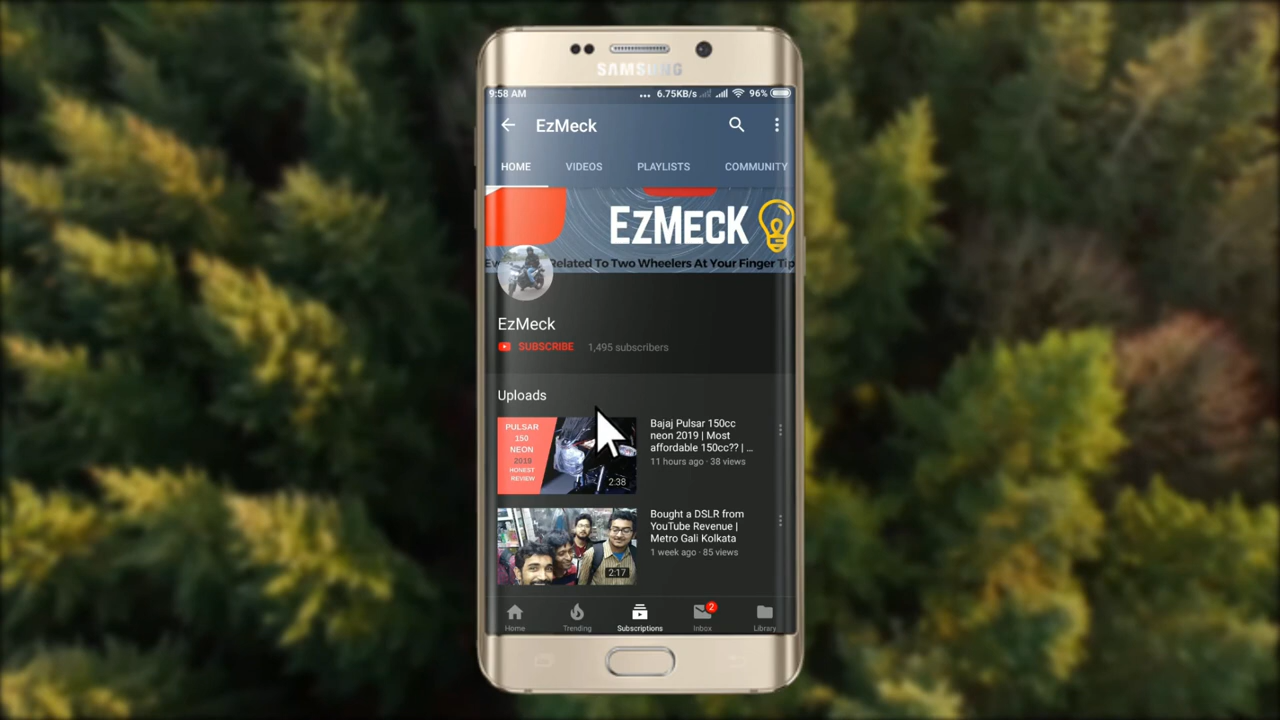 SAMSUNG
9:58 AM
... 6.75KB/s 96%
EzMeck
HOME VIDEOS PLAYLISTS COMMUNITY
EzMecK
Related To Two Wheelers At Your Finger Tip
EzMeck
SUBSCRIBE 1,495 subscribers
Uploads
PULSAR
150
NEON
2019
HONEST
REVIEW
2:38
Bajaj Pulsar 150cc
neon 2019 | Most
affordable 150cc?? | ...
11 hours ago · 38 views
2:17
Bought a DSLR from
YouTube Revenue |
Metro Gali Kolkata
1 week ago · 85 views
2
Home Trending Subscriptions Inbox Library